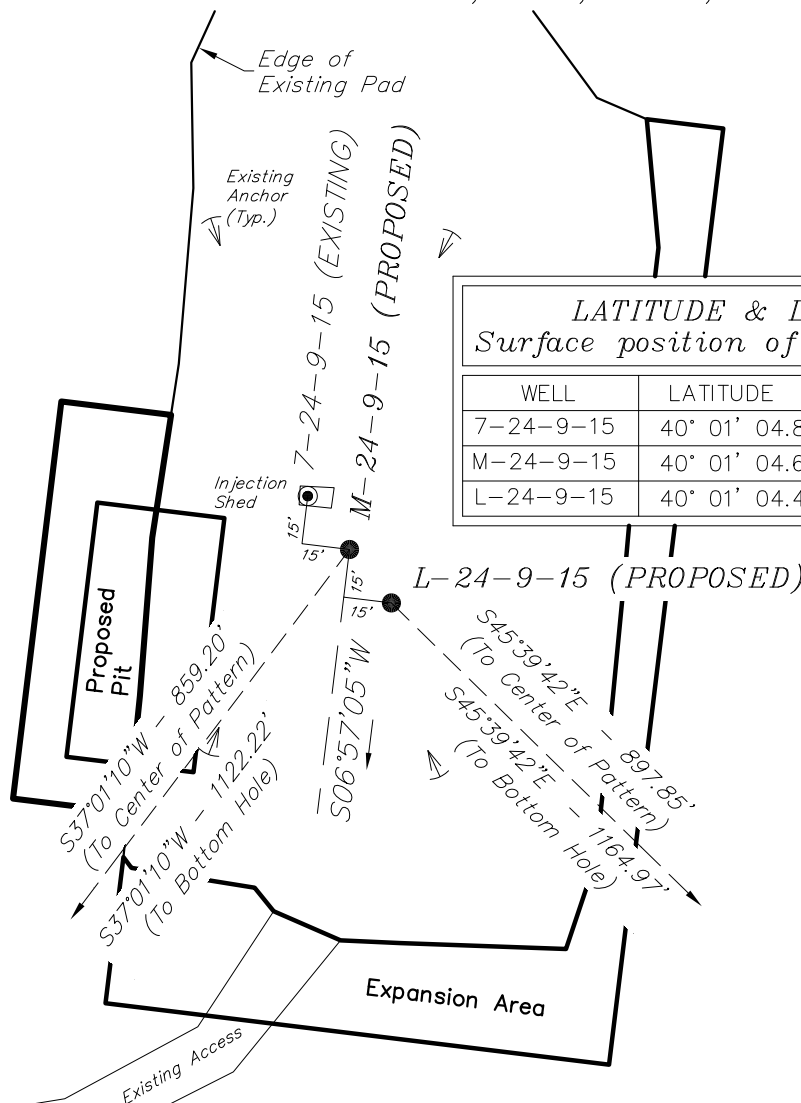 Edge of
Existing Pad
Existing
Anchor
(Typ.)
7-24-9-15 (EXISTING)
M-24-9-15 (PROPOSED)
LATITUDE &
Surface position of
WELL LATITUDE
7-24-9-15 40° 01' 04.8
M-24-9-15 40° 01' 04.6
L-24-9-15 40° 01' 04.4
Injection
Shed
15'
15'
15'
15'
L-24-9-15 (PROPOSED)
Proposed
Pit
S37°01'10"W - 859.20'
(To Center of Pattern)
S37°01'10"W - 1122.22'
(To Bottom Hole)
S06°57'05"W
S45°39'42"E - 897.85'
(To Center of Pattern)
S45°39'42"E - 1164.97'
(To Bottom Hole)
Expansion Area
Existing Access